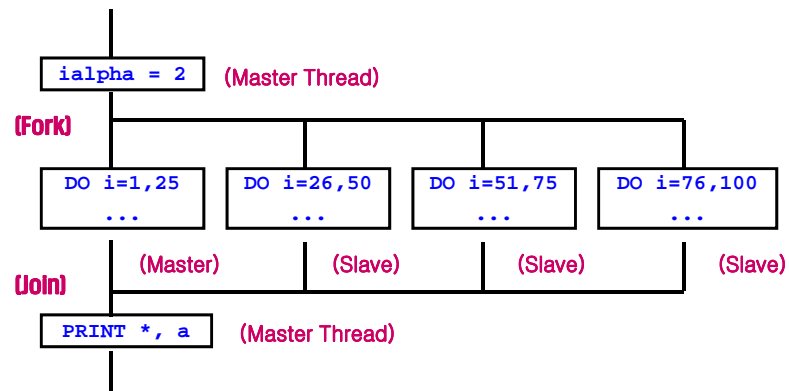 ialpha = 2
(Master Thread)
(Fork)
DO i=1,25
...
DO i=26,50
...
DO i=51,75
...
DO i=76,100
...
(Master)
(Slave)
(Slave)
(Slave)
(Join)
PRINT *, a
(Master Thread)